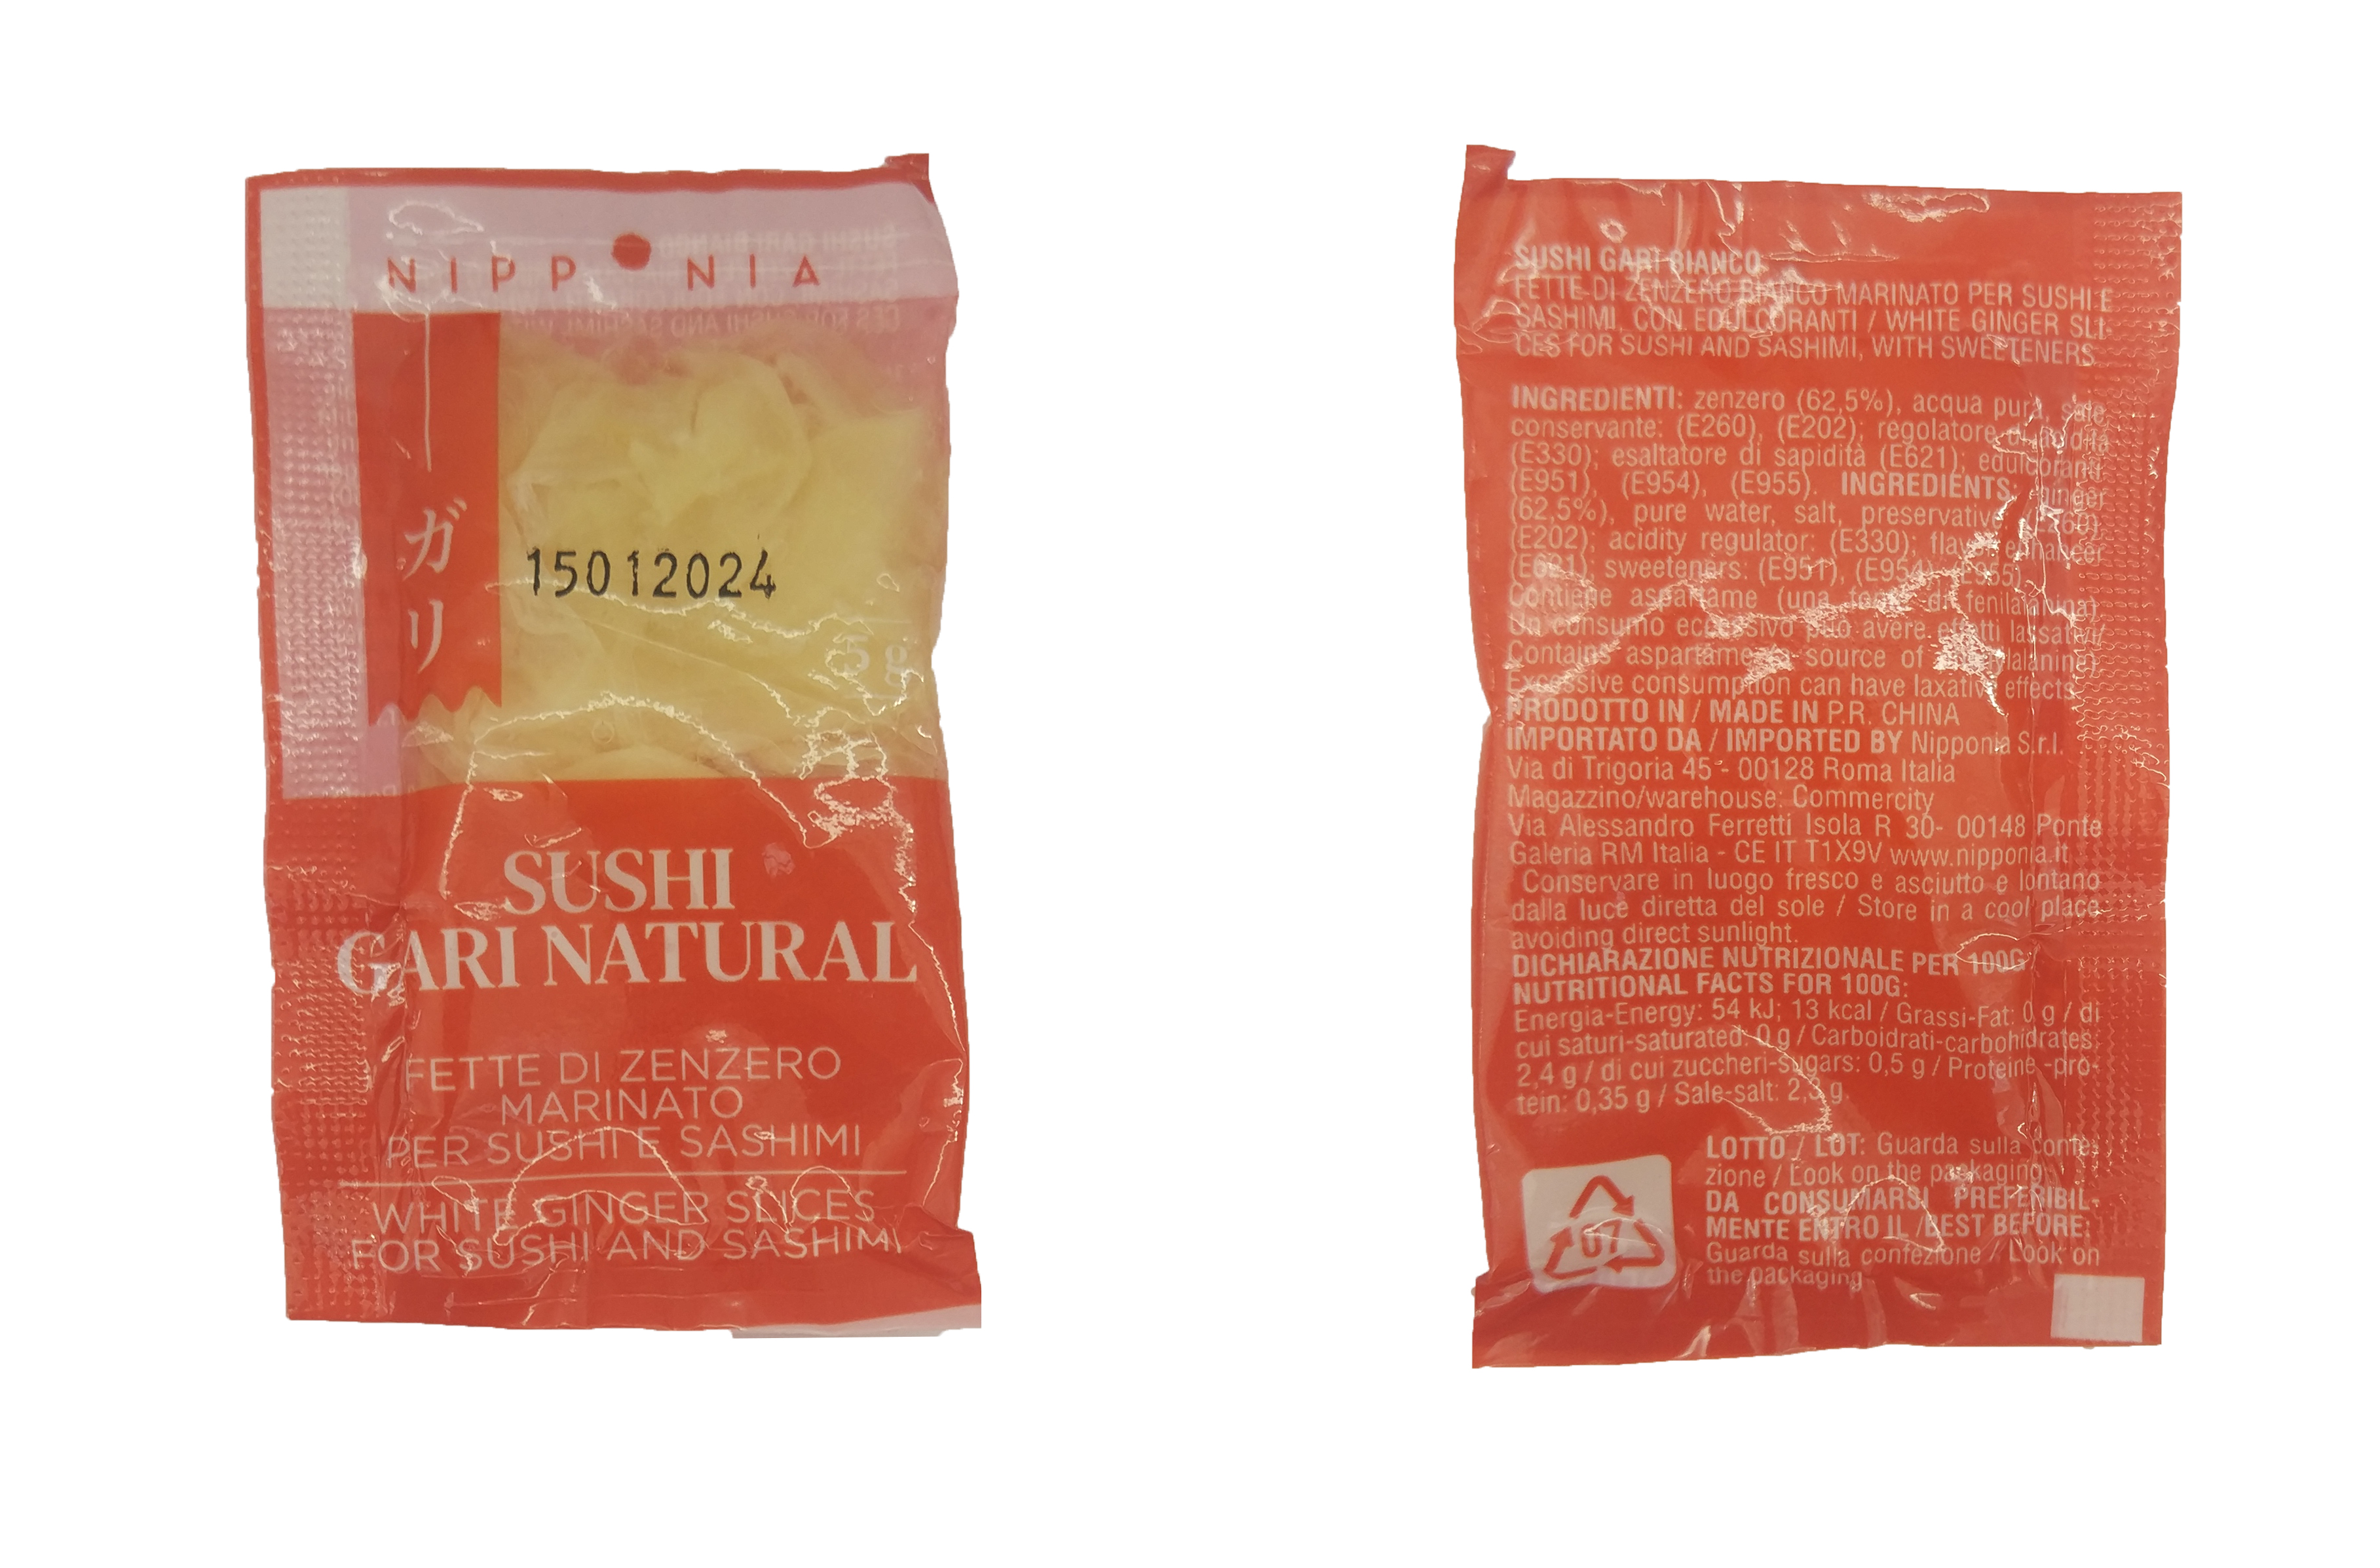 NIPPONIA
ガリ
15012024
5 g
SUSHI
GARI NATURAL
FETTE DI ZENZERO
MARINATO
PER SUSHI E SASHIMI
WHITE GINGER SLICES
FOR SUSHI AND SASHIMI
SUSHI GARI BIANCO
FETTE DI ZENZERO BIANCO MARINATO PER SUSHI E
SASHIMI, CON EDULCORANTI / WHITE GINGER SLI-
CES FOR SUSHI AND SASHIMI, WITH SWEETENERS
INGREDIENTI: zenzero (62,5%), acqua pura, sale
conservante: (E260), (E202); regolatore
(E330); esaltatore di sapidità (E621); edulcoranti
(E951), (E954), (E955). INGREDIENTS: ginger
(62,5%), pure water, salt, preservative: (E260),
(E202); acidity regulator: (E330); flavor enhancer
(E621); sweeteners: (E951), (E954), (E955)
Contiene aspartame (una di fenilalanina)
Un consumo eccessivo può avere effetti lassativi/
Contains aspartame source of
Excessive consumption can have laxative effects
PRODOTTO IN / MADE IN P.R. CHINA
IMPORTATO DA / IMPORTED BY Nipponia S.r.l.
Via di Trigoria 45 - 00128 Roma Italia
Magazzino/warehouse: Commercity
Via Alessandro Ferretti Isola R 30- 00148 Ponte
Galeria RM Italia - CE IT T1X9V www.nipponia.it
Conservare in luogo fresco e asciutto e lontano
dalla luce diretta del sole / Store in a cool place
avoiding direct sunlight.
DICHIARAZIONE NUTRIZIONALE PER 100G
NUTRITIONAL FACTS FOR 100G:
Energia-Energy: 54 kJ; 13 kcal / Grassi-Fat: 0 g / di
cui saturi-saturated: 0 g / Carboidrati-carbohidrates:
2,4 g / di cui zuccheri-sugars: 0,5 g / Proteine -pro-
tein: 0,35 g / Sale-salt: 2,3 g.
LOTTO / LOT: Guarda sulla confe-
zione / Look on the packaging
DA CONSUMARSI PREFERIBIL-
MENTE ENTRO IL /BEST BEFORE:
Guarda sulla confezione / Look on
the packaging
07